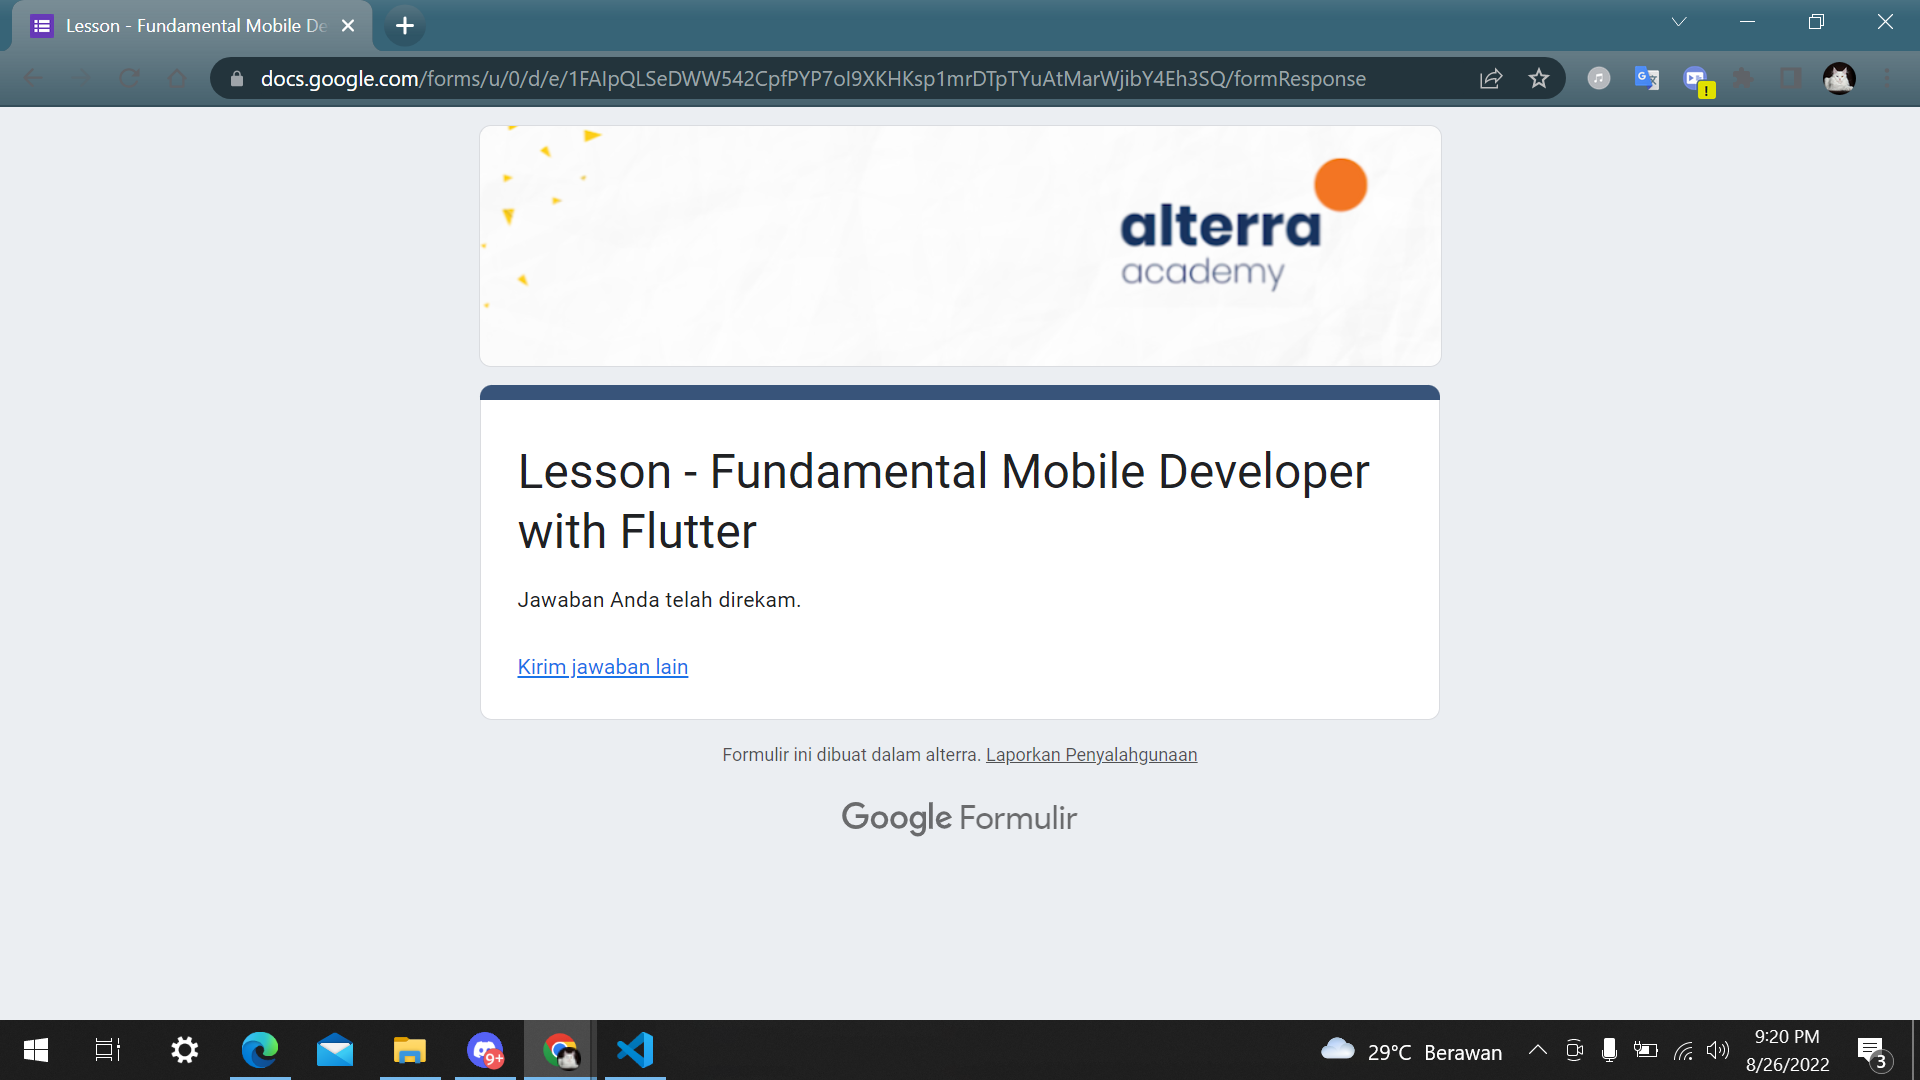 Lesson - Fundamental Mobile De
docs.google.com/forms/u/0/d/e/1FAIpQLSeDWW542CpfPYP7oI9XKHKsp1mrDTpTYuAtMarWjibY4Eh3SQ/formResponse
alterra
academy
Lesson - Fundamental Mobile Developer
with Flutter
Jawaban Anda telah direkam.
Kirim jawaban lain
Formulir ini dibuat dalam alterra. Laporkan Penyalahgunaan
Google Formulir
9+
29°C Berawan
9:20 PM
8/26/2022
3